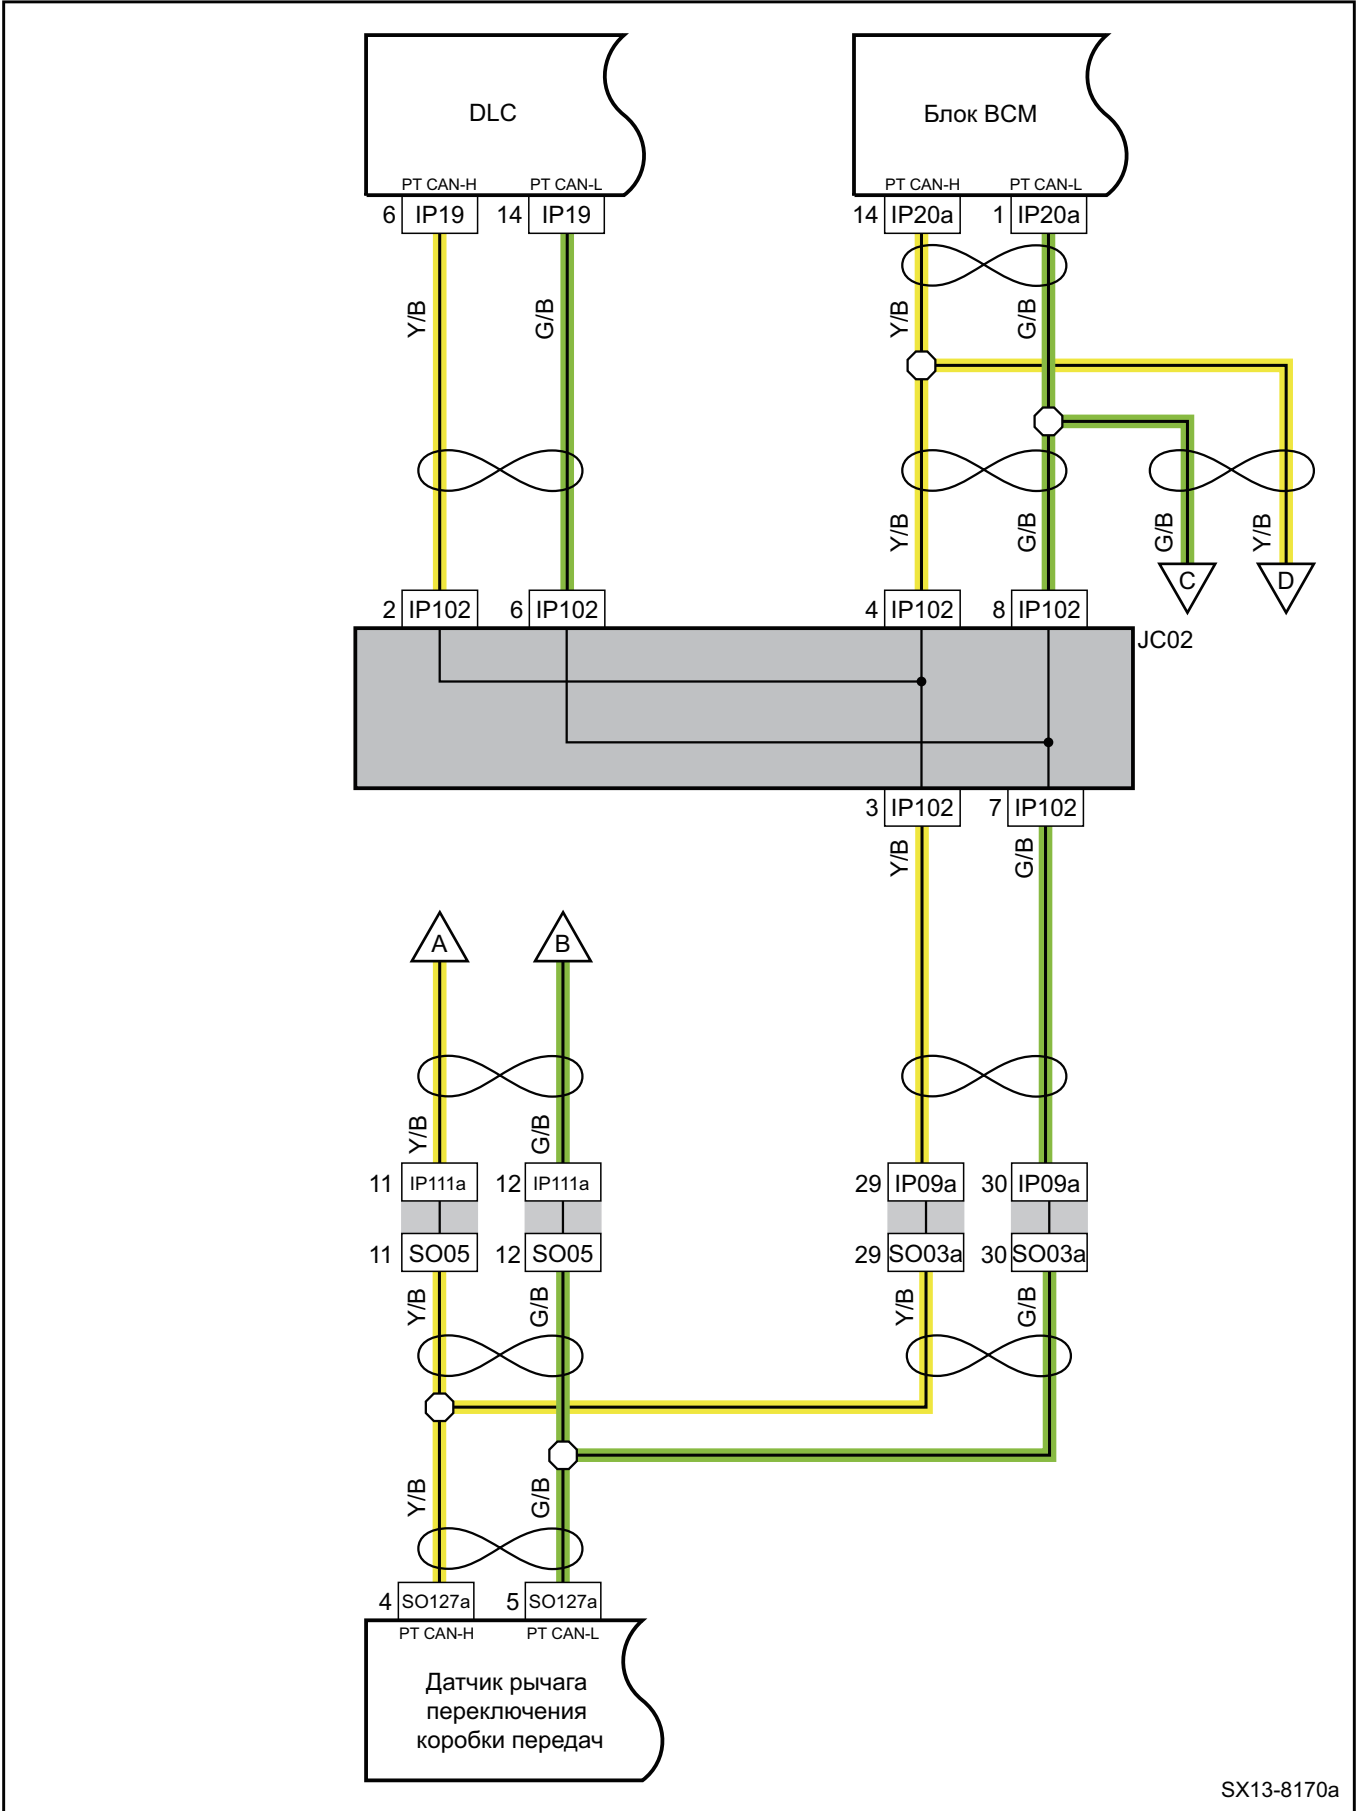 DLC
Блок BCM
PT CAN-H
PT CAN-L
PT CAN-H
PT CAN-L
6 IP19
14 IP19
14 IP20a
1 IP20a
Y/B
G/B
Y/B
G/B
Y/B
G/B
G/B
Y/B
C
D
2 IP102
6 IP102
4 IP102
8 IP102
JC02
3 IP102
7 IP102
Y/B
G/B
A
B
Y/B
G/B
11 IP111a
12 IP111a
29 IP09a
30 IP09a
11 SO05
12 SO05
29 SO03a
30 SO03a
Y/B
G/B
Y/B
G/B
Y/B
G/B
4 SO127a
5 SO127a
PT CAN-H
PT CAN-L
Датчик рычага
переключения
коробки передач
SX13-8170a